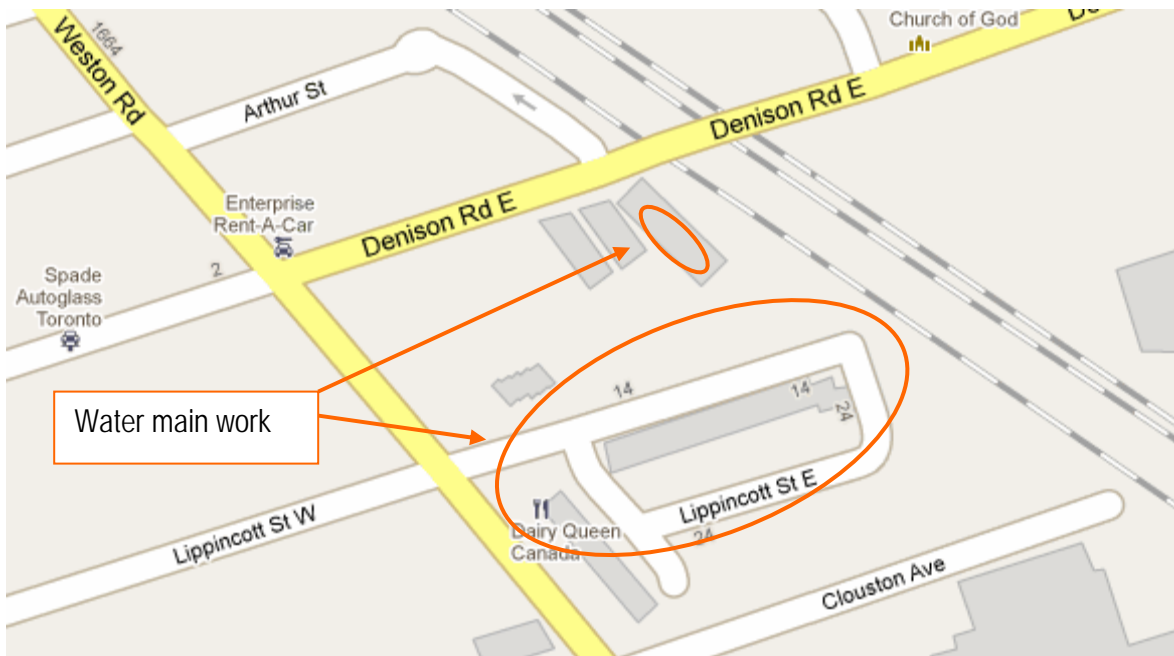 Church of God
De
1664
Weston Rd
Arthur St
Denison Rd E
Enterprise
Rent-A-Car
Denison Rd E
2
Spade
Autoglass
Toronto
14
14
24
Water main work
Lippincott St E
Lippincott St W
Dairy Queen
Canada
24
Clouston Ave